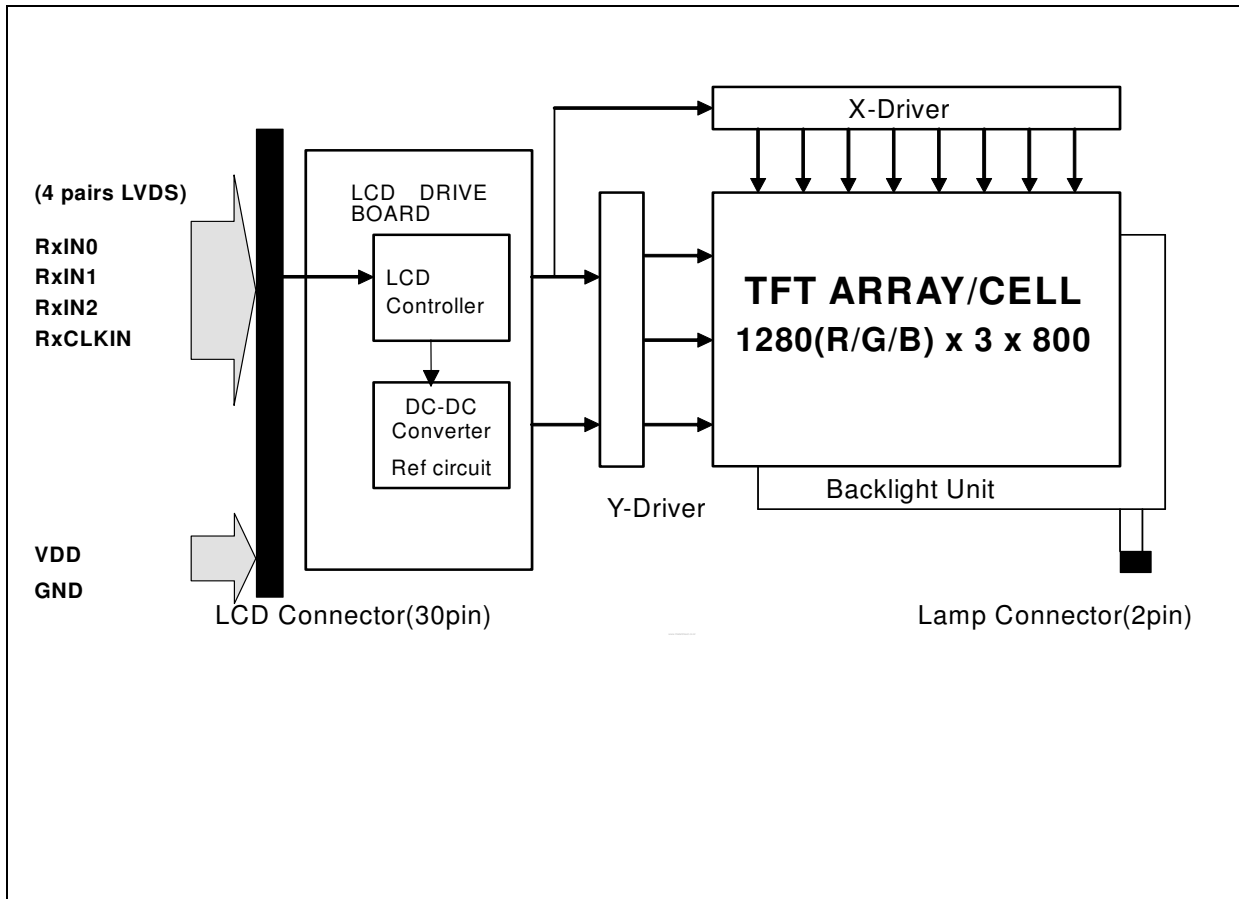 X-Driver
(4 pairs LVDS)
RxIN0
RxIN1
RxIN2
RxCLKIN
LCD DRIVE
BOARD
LCD
Controller
DC-DC
Converter
Ref circuit
TFT ARRAY/CELL
1280(R/G/B) x 3 x 800
Y-Driver
Backlight Unit
VDD
GND
LCD Connector(30pin)
Lamp Connector(2pin)